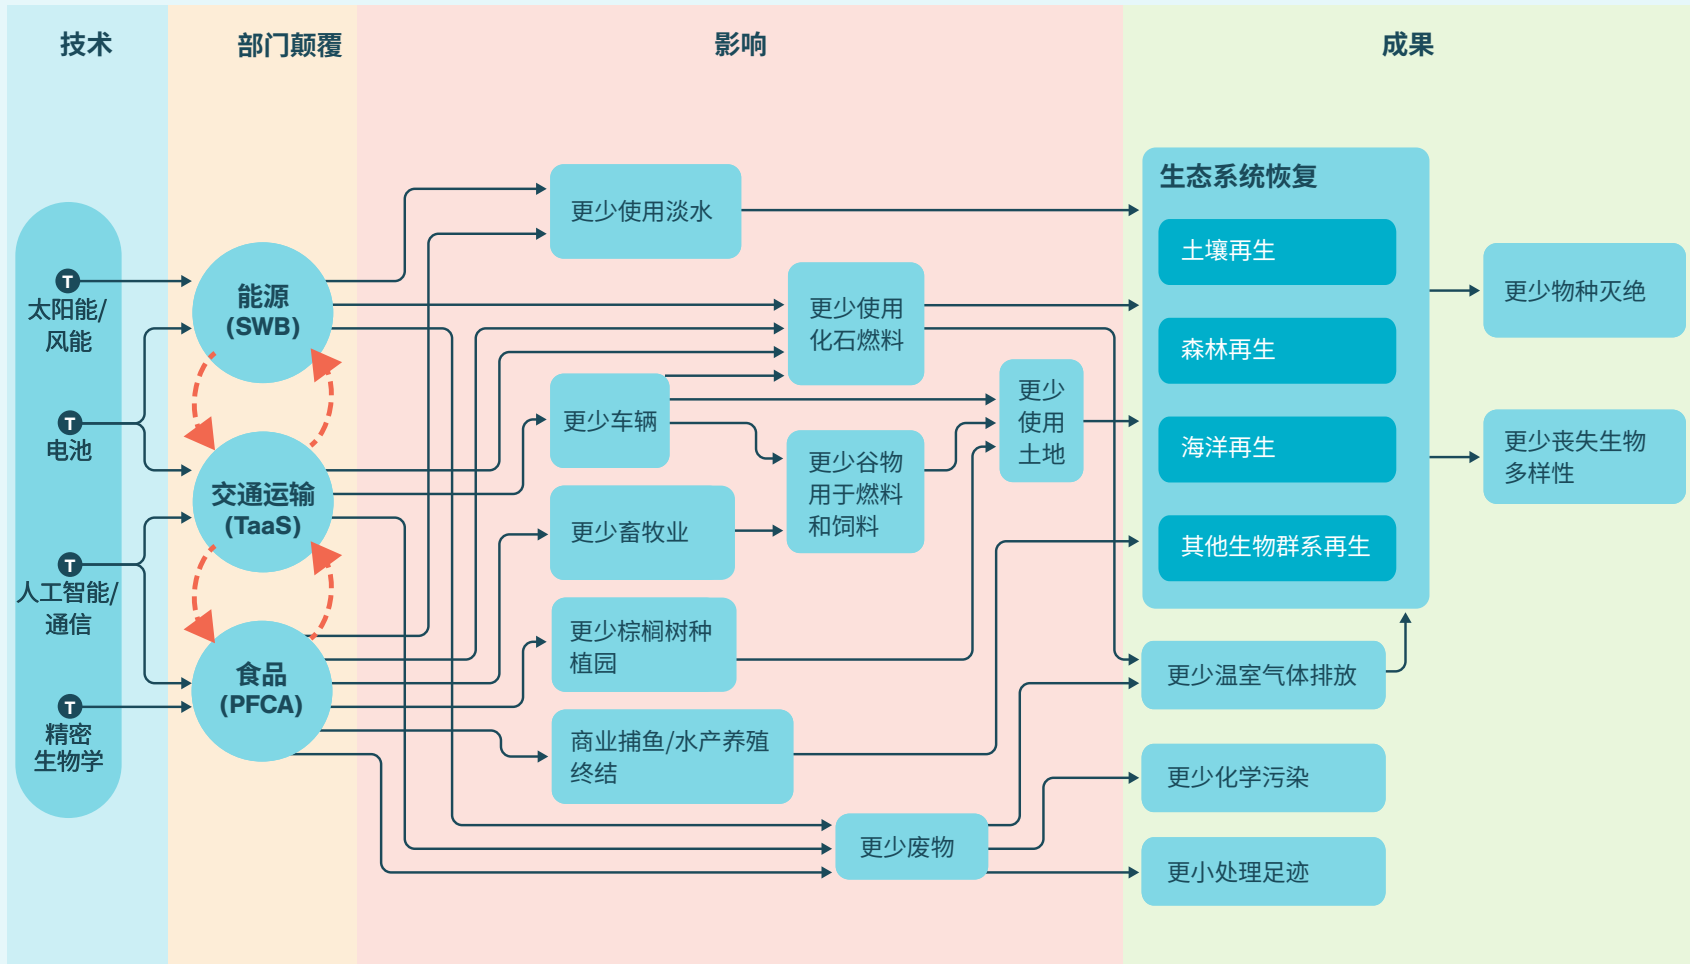 技术
部门颠覆
影响
成果
T
太阳能/
风能
T
电池
T
人工智能/
通信
T
精密
生物学
能源
(SWB)
交通运输
(TaaS)
食品
(PFCA)
更少使用淡水
更少使用
化石燃料
更少车辆
更少谷物
用于燃料
和饲料
更少
使用
土地
更少畜牧业
更少棕榈树种
植园
商业捕鱼/水产养殖
终结
更少废物
生态系统恢复
土壤再生
森林再生
海洋再生
其他生物群系再生
更少温室气体排放
更少化学污染
更小处理足迹
更少物种灭绝
更少丧失生物
多样性